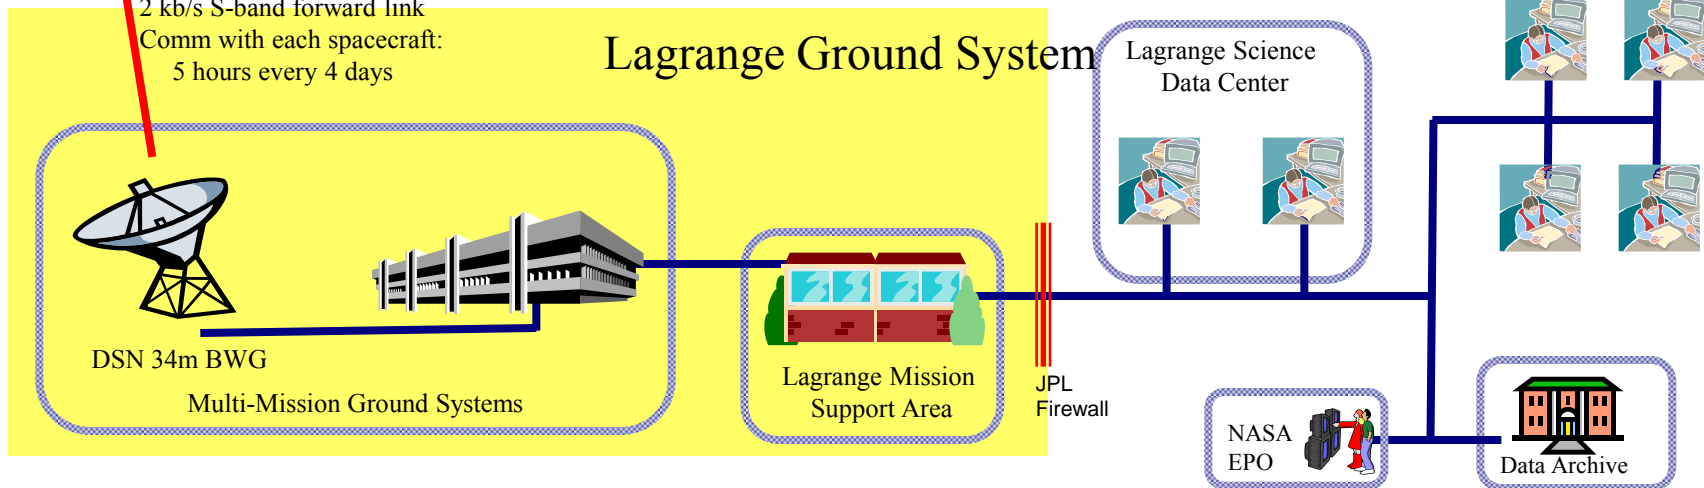 2 kb/s S-band forward link
Comm with each spacecraft:
5 hours every 4 days
Lagrange Ground System
Lagrange Science
Data Center
DSN 34m BWG
Multi-Mission Ground Systems
Lagrange Mission
Support Area
JPL
Firewall
NASA
EPO
Data Archive